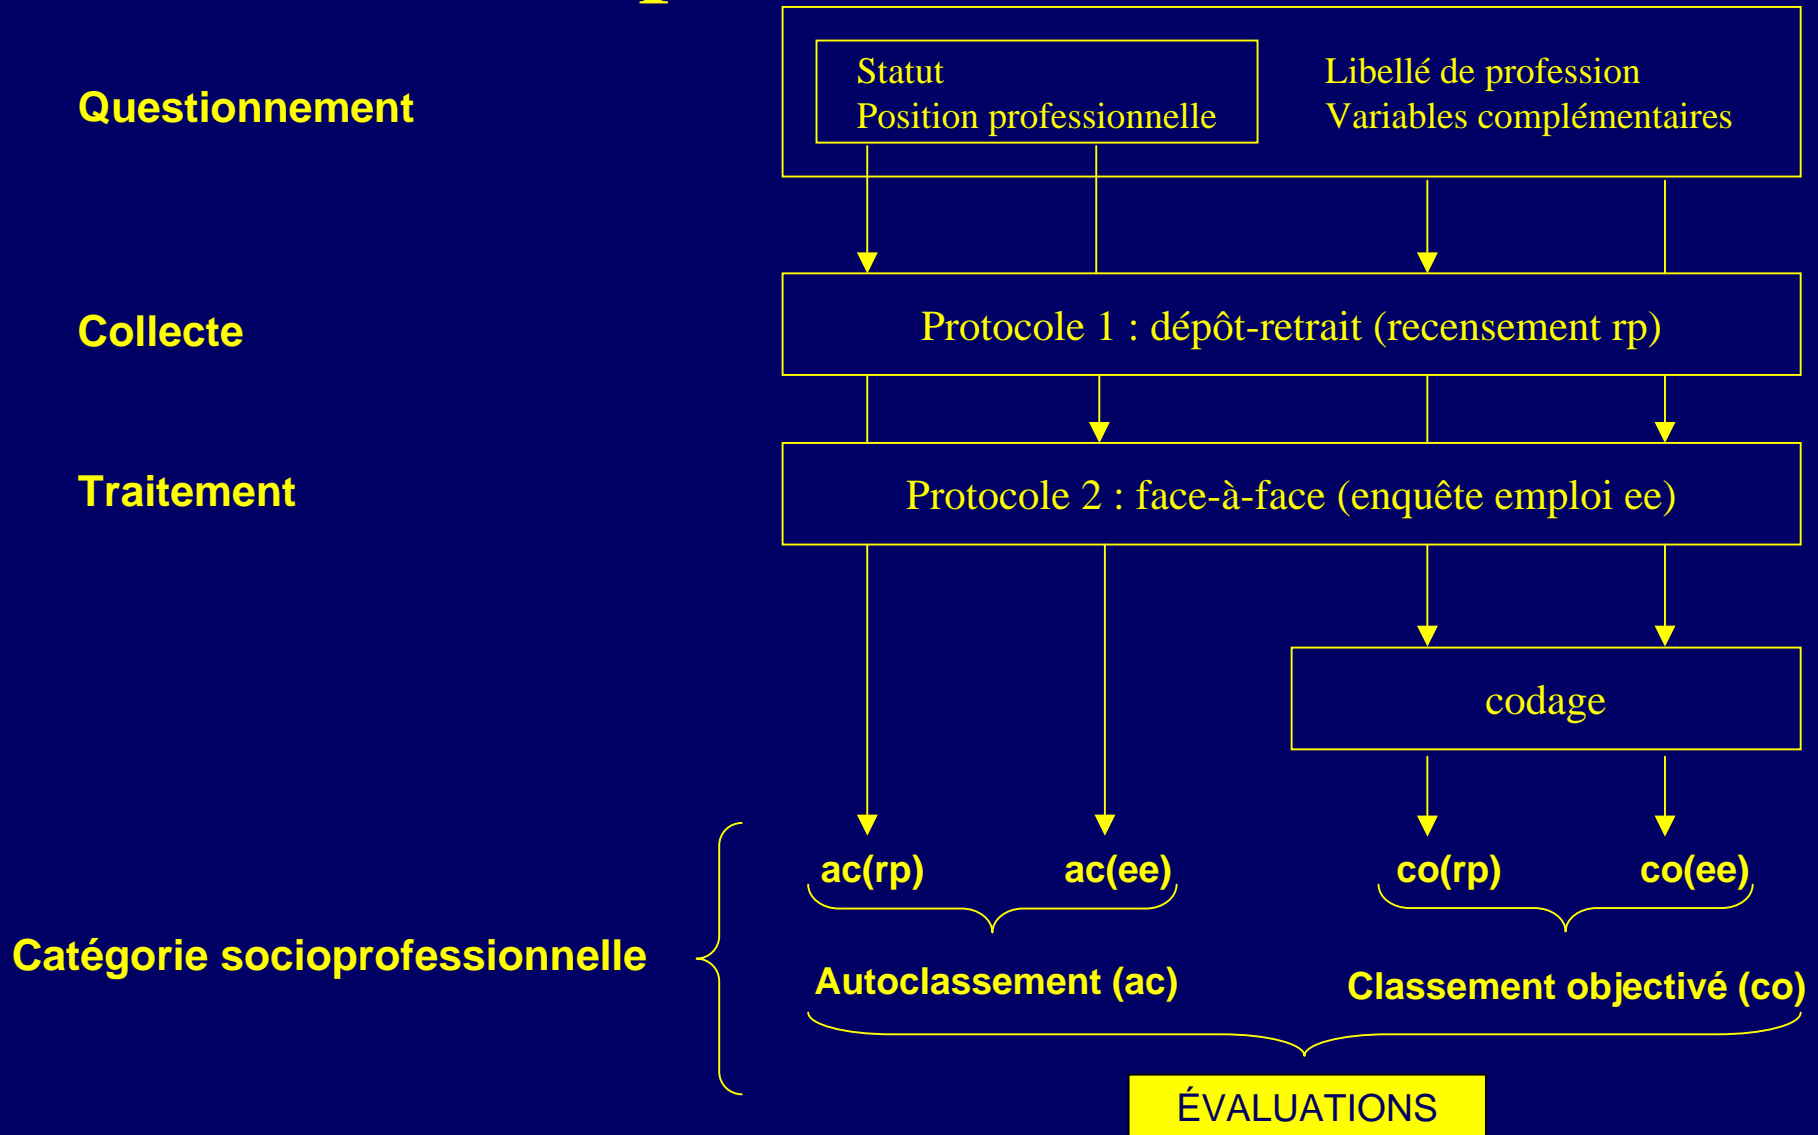 Questionnement
Statut
Position professionnelle
Libellé de profession
Variables complémentaires
Collecte
Protocole 1 : dépôt-retrait (recensement rp)
Traitement
Protocole 2 : face-à-face (enquête emploi ee)
codage
ac(rp)
ac(ee)
co(rp)
co(ee)
Catégorie socioprofessionnelle
Autoclassement (ac)
Classement objectivé (co)
ÉVALUATIONS